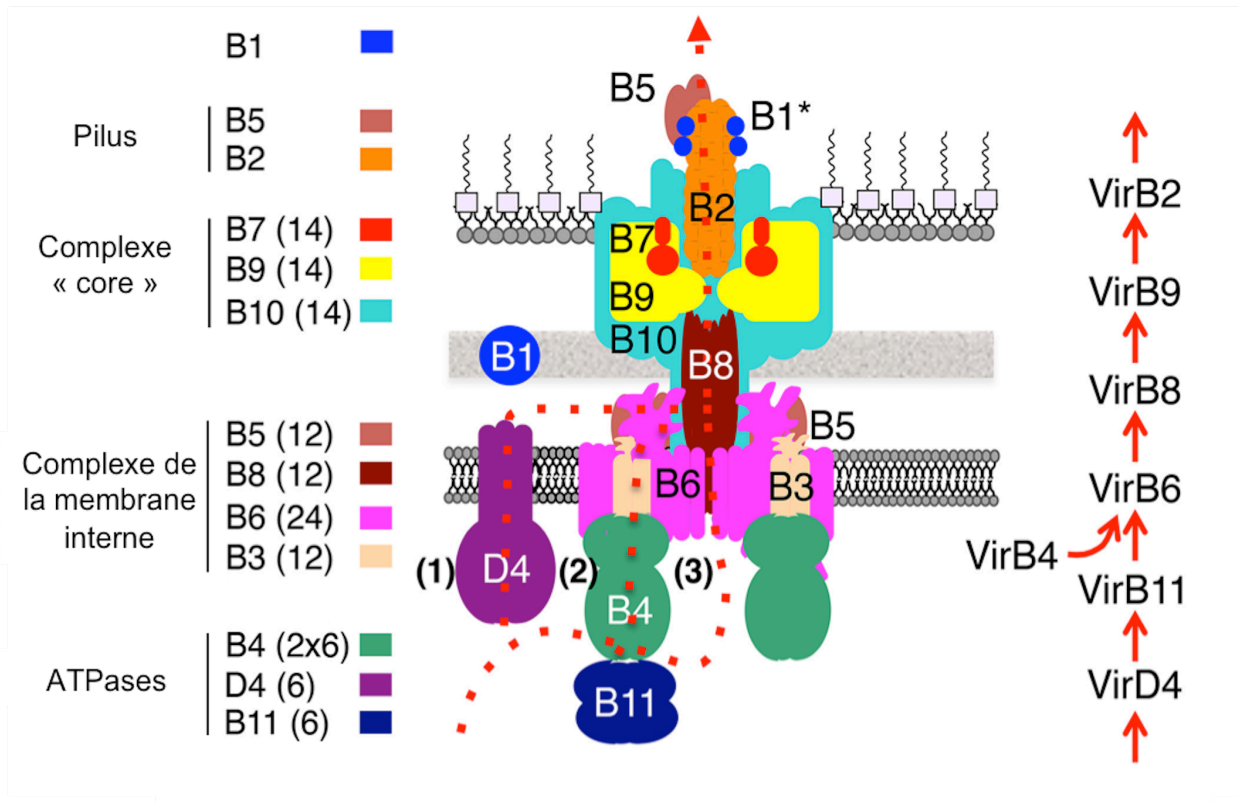 B1
Pilus
B5
B2
Complexe
« core »
B7 (14)
B9 (14)
B10 (14)
Complexe de
la membrane
interne
B5 (12)
B8 (12)
B6 (24)
B3 (12)
ATPases
B4 (2x6)
D4 (6)
B11 (6)
B5
B1*
B2
B7
B9
B10
B1
B8
B5
B6
B3
(1)
D4
(2)
(3)
B4
B11
VirB2
VirB9
VirB8
VirB6
VirB4
VirB11
VirD4